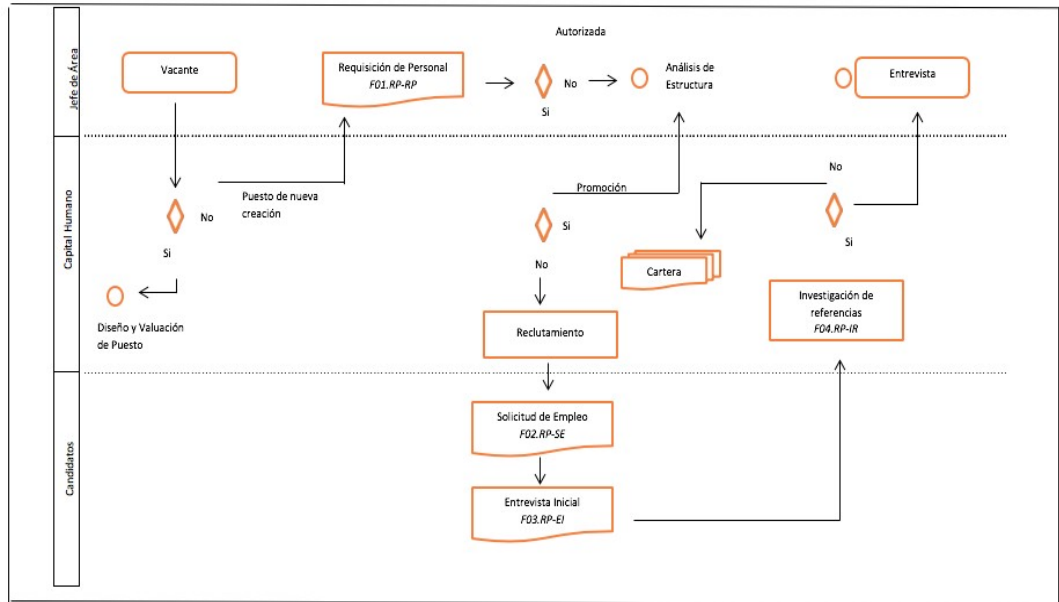 Jefe de Área
Vacante
Requisición de Personal
F01.RP-RP
Autorizada
No
Si
Análisis de
Estructura
Entrevista
Capital Humano
No
Puesto de nueva
creación
Si
Diseño y Valuación
de Puesto
Promoción
Si
No
Reclutamiento
Cartera
No
Si
Investigación de
referencias
F04.RP-IR
Candidatos
Solicitud de Empleo
F02.RP-SE
Entrevista Inicial
F03.RP-EI